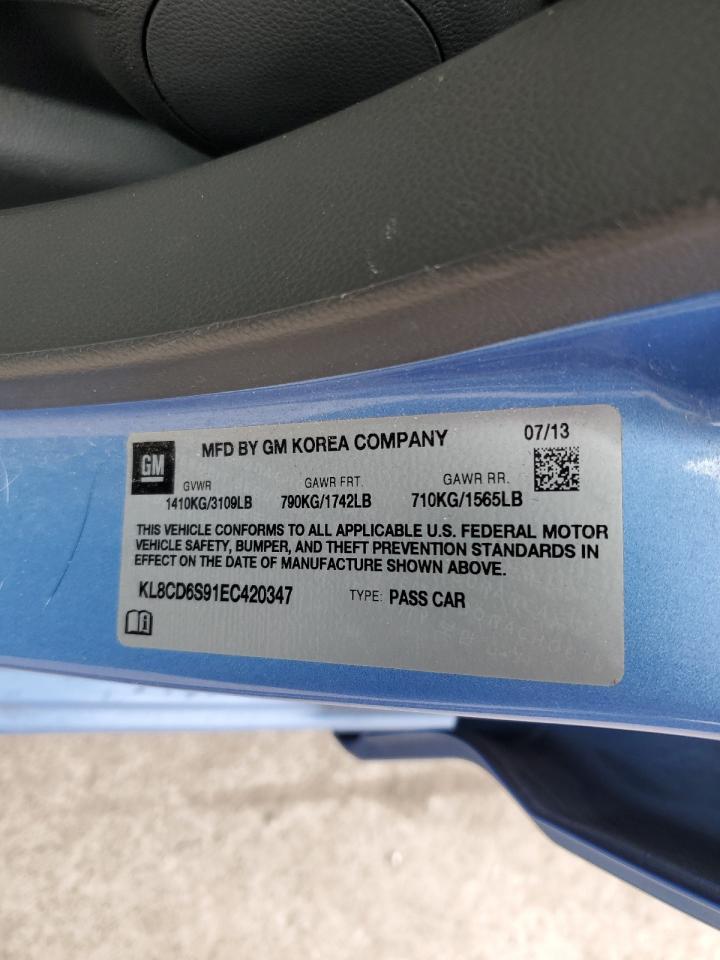 MFD BY GM KOREA COMPANY 07/13
GM
GVWR GAWR FRT. GAWR RR.
1410KG/3109LB 790KG/1742LB 710KG/1565LB
THIS VEHICLE CONFORMS TO ALL APPLICABLE U.S. FEDERAL MOTOR
VEHICLE SAFETY, BUMPER, AND THEFT PREVENTION STANDARDS IN
EFFECT ON THE DATE OF MANUFACTURE SHOWN ABOVE.
KL8CD6S91EC420347 TYPE: PASS CAR